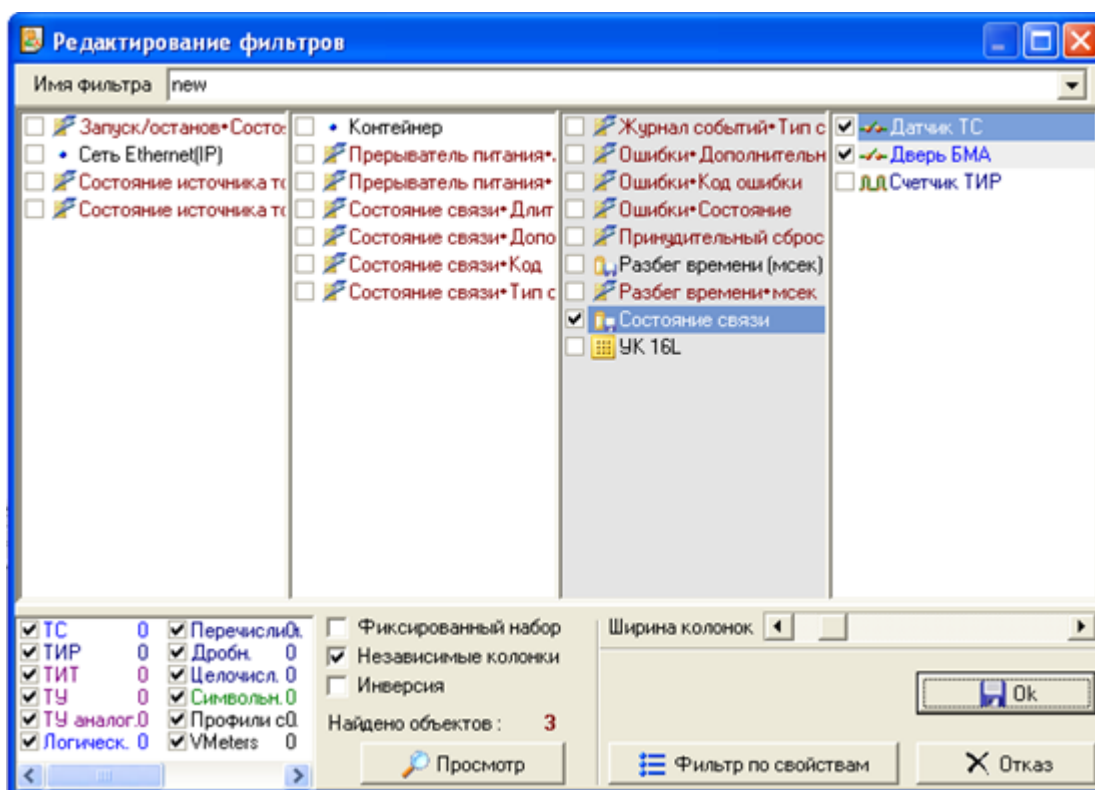 Редактирование фильтров
Имя фильтра new
Запуск/останов•Состо
Сеть Ethernet(IP)
Состояние источника то
Состояние источника то
Контейнер
Прерыватель питания•.
Прерыватель питания•
Состояние связи•Длит
Состояние связи•Допо
Состояние связи•Код
Состояние связи•Тип с
Журнал событий•Тип с
Ошибки•Дополнительн
Ошибки•Код ошибки
Ошибки•Состояние
Принудительный сброс
Разбег времени (мсек)
Разбег времени•мсек
Состояние связи
УК 16L
Датчик ТС
Дверь БМА
Счетчик ТИР
ТС 0
ТИР 0
ТИТ 0
ТУ 0
ТУ аналог.0
Логическ. 0
Перечисли 0
Дробн. 0
Целочисл. 0
Символьн. 0
Профили с 0
VMeters 0
Фиксированный набор
Независимые колонки
Инверсия
Найдено объектов : 3
Просмотр
Ширина колонок
Ok
Фильтр по свойствам
Отказ